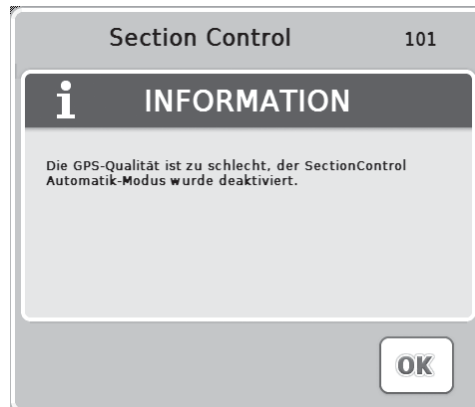 Section Control 101
i INFORMATION
Die GPS-Qualität ist zu schlecht, der SectionControl
Automatik-Modus wurde deaktiviert.
OK